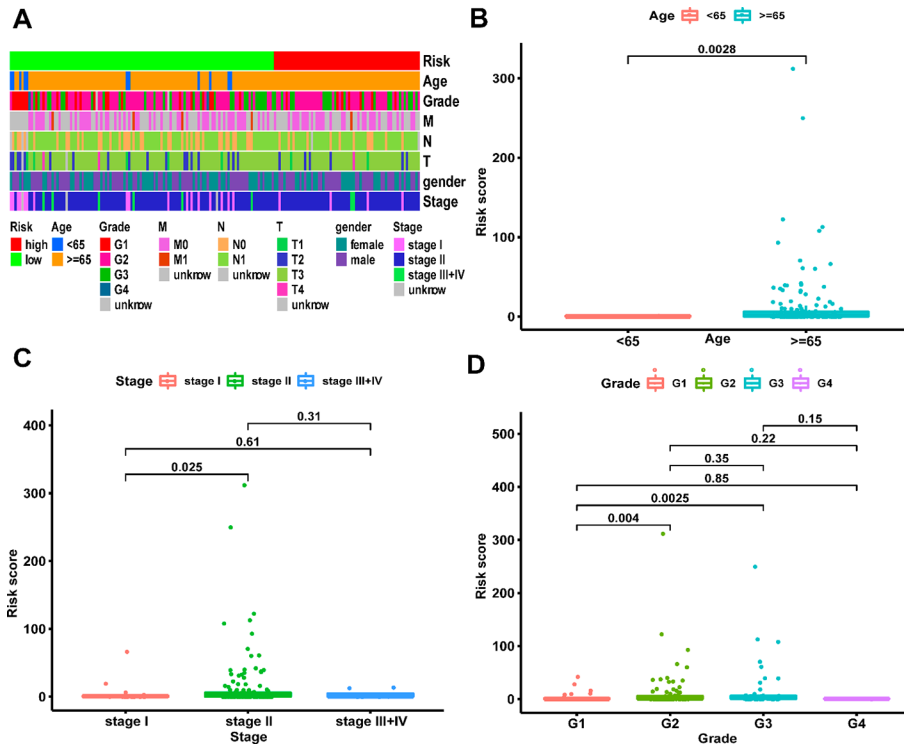 A
Risk
Age
Grade
M
N
T
gender
Stage
Risk Age Grade M N T gender Stage
high <65 G1 M0 N0 T1 female stage I
low >=65 G2 M1 N1 T2 male stage II
G3 unknow unknow T3 stage III+IV
G4 T4 unknow
unknow unknow
B
Age <65 >=65
0.0028
300
200
100
0
Risk score
<65 Age >=65
C
Stage stage I stage II stage III+IV
400
300
200
100
0
Risk score
0.31
0.61
0.025
stage I stage II stage III+IV
Stage
D
Grade G1 G2 G3 G4
500
400
300
200
100
0
Risk score
0.15
0.22
0.35
0.85
0.0025
0.004
G1 G2 G3 G4
Grade